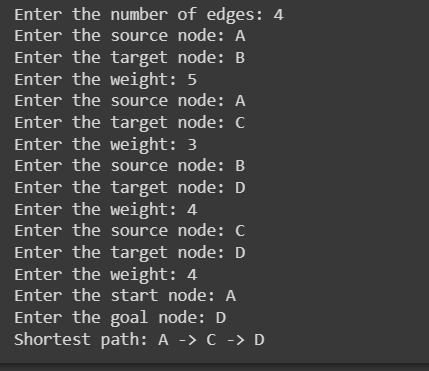 Enter the number of edges: 4
Enter the source node: A
Enter the target node: B
Enter the weight: 5
Enter the source node: A
Enter the target node: C
Enter the weight: 3
Enter the source node: B
Enter the target node: D
Enter the weight: 4
Enter the source node: C
Enter the target node: D
Enter the weight: 4
Enter the start node: A
Enter the goal node: D
Shortest path: A -> C -> D